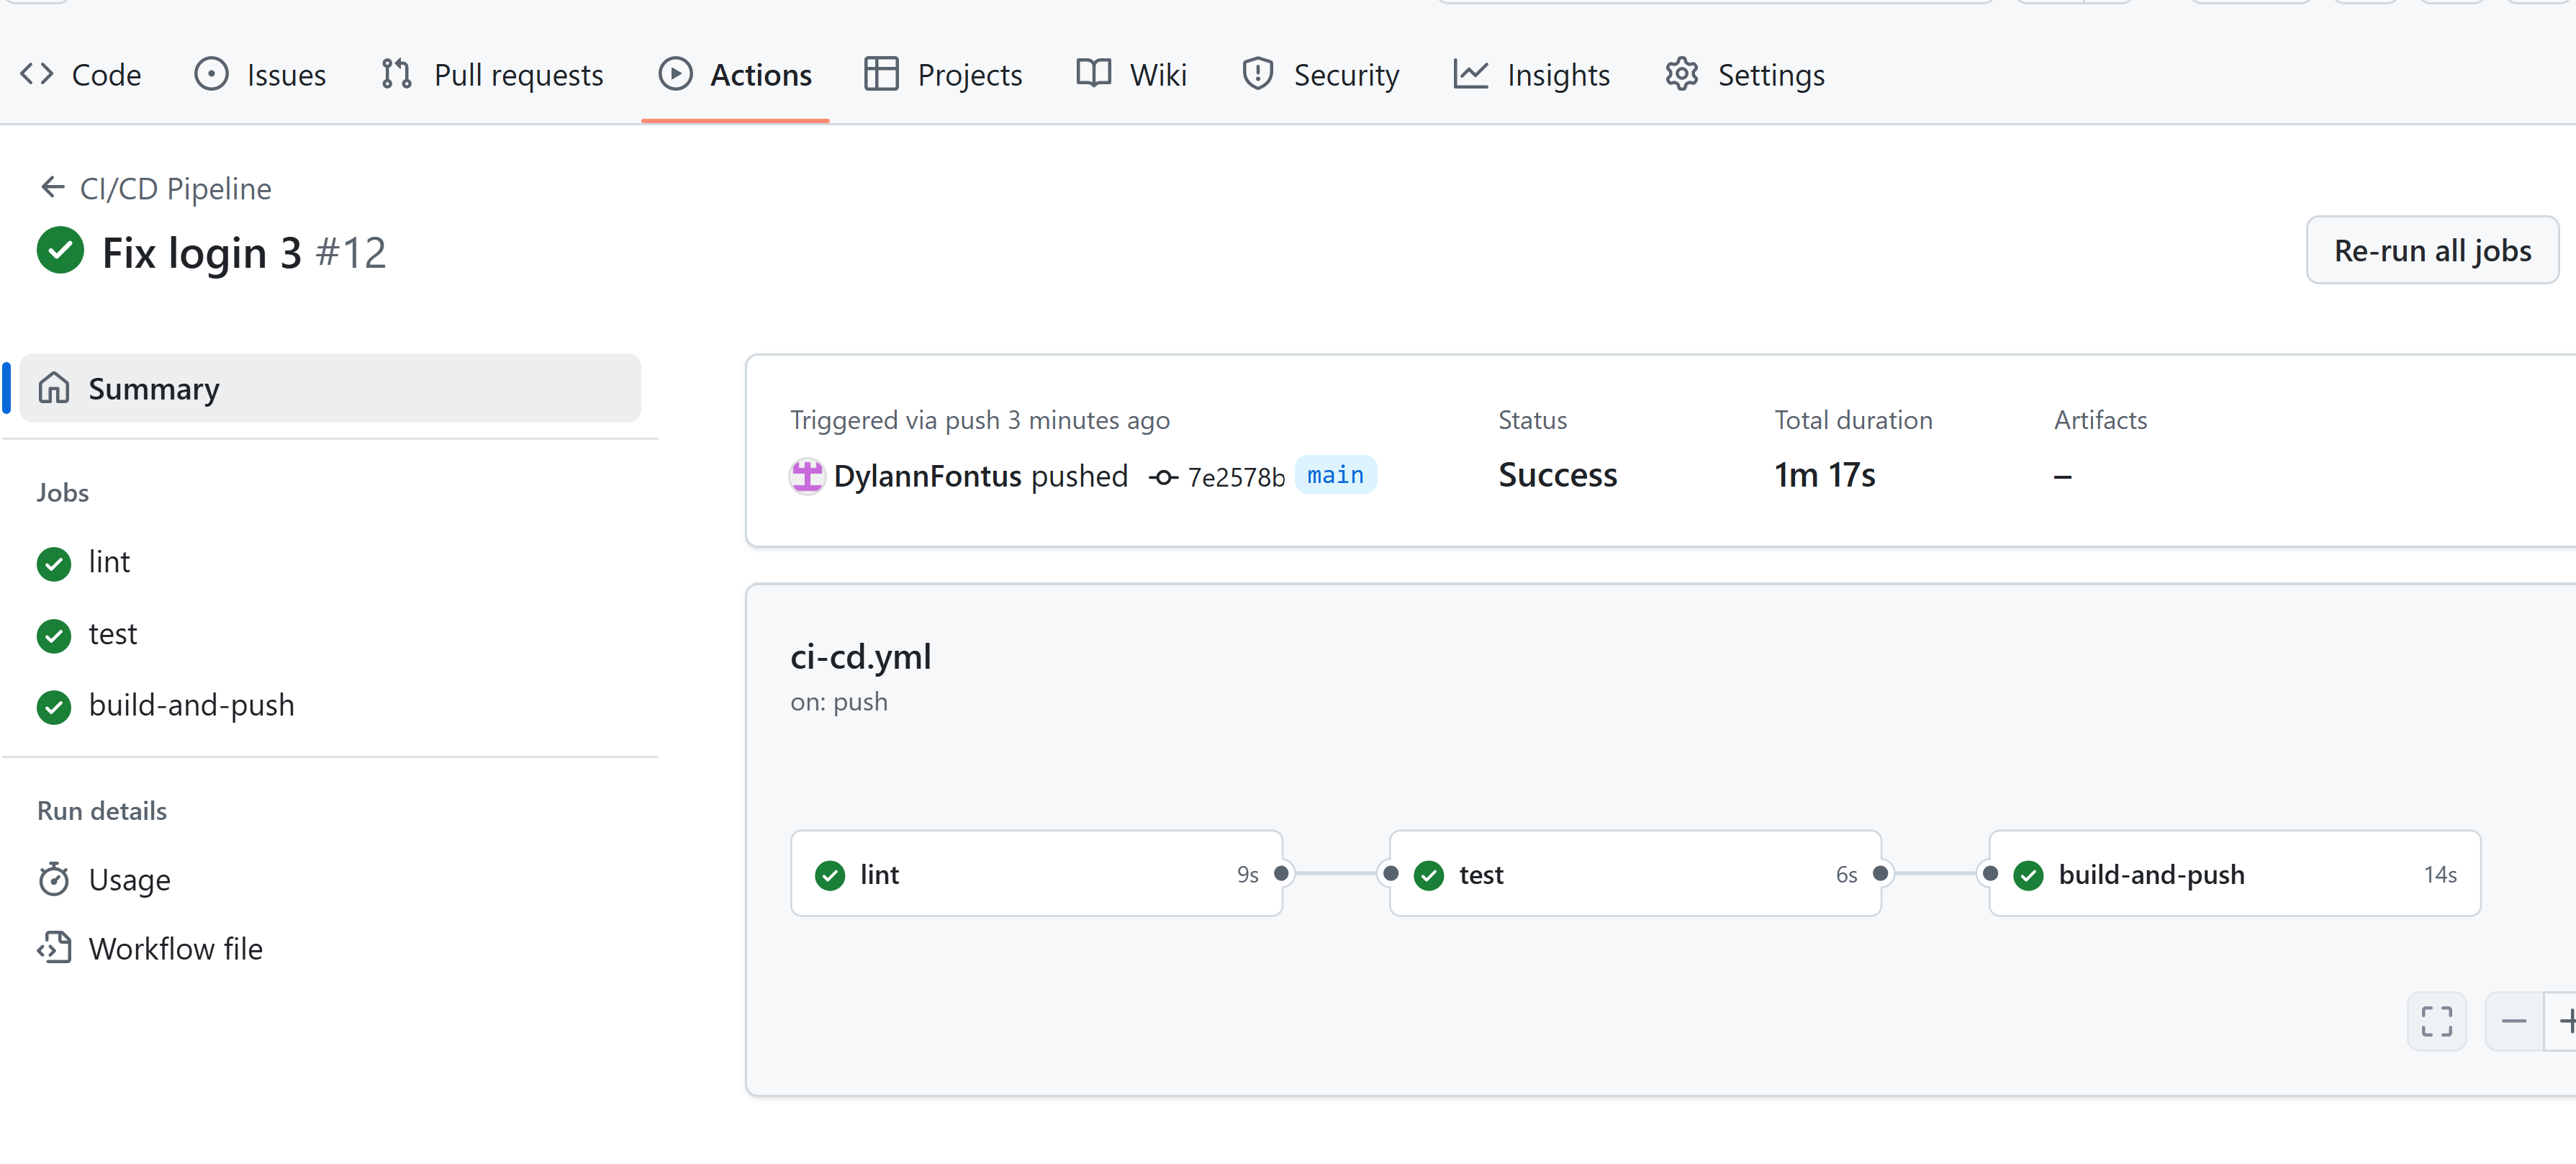 Code Issues Pull requests Actions Projects Wiki Security Insights Settings
CI/CD Pipeline
Fix login 3 #12
Re-run all jobs
Summary
Jobs
lint
test
build-and-push
Run details
Usage
Workflow file
Triggered via push 3 minutes ago
DylannFontus pushed 7e2578b main
Status
Success
Total duration
1m 17s
Artifacts
–
ci-cd.yml
on: push
lint 9s
test 6s
build-and-push 14s